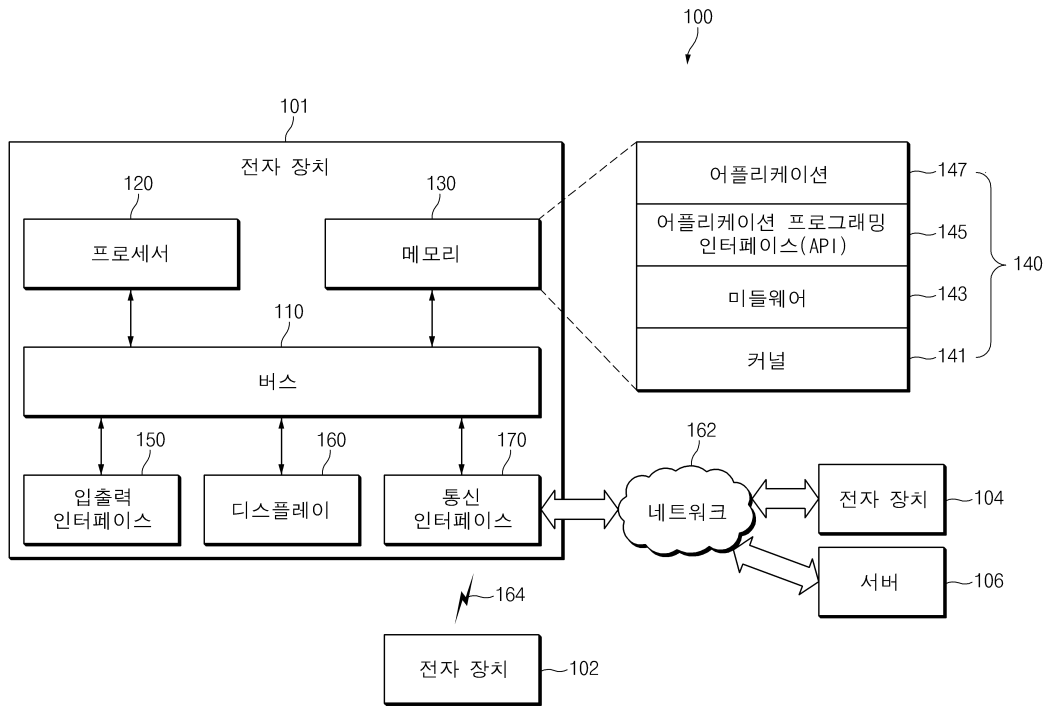 100
101
전자 장치
120
130
프로세서
메모리
110
버스
150
160
170
입출력
인터페이스
디스플레이
통신
인터페이스
어플리케이션
147
어플리케이션 프로그래밍
인터페이스(API)
145
미들웨어
143
커널
141
140
162
네트워크
전자 장치
104
서버
106
164
전자 장치
102